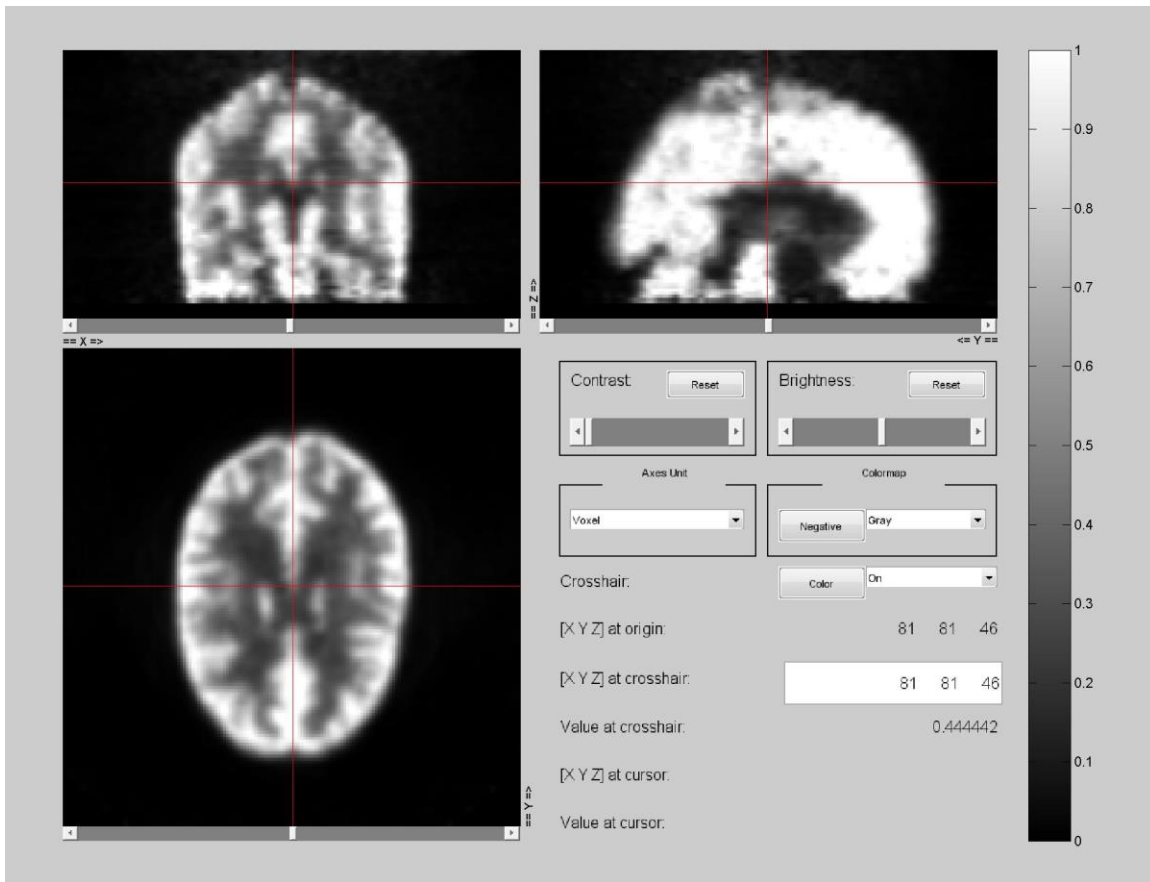 == Z =>
== X =>
<= Y ==
== Y =>
Contrast:
Reset
Brightness:
Reset
Axes Unit
Voxel
Colormap
Negative
Gray
Crosshair:
Color
On
[X Y Z] at origin:
81 81 46
[X Y Z] at crosshair:
81 81 46
Value at crosshair:
0.444442
[X Y Z] at cursor:
Value at cursor:
1
0.9
0.8
0.7
0.6
0.5
0.4
0.3
0.2
0.1
0